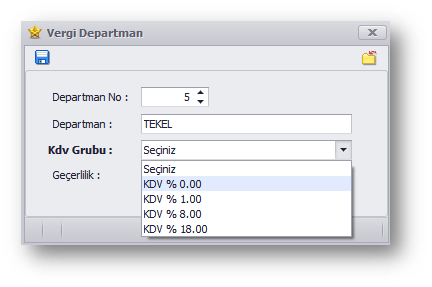 Vergi Departman
Departman No : 5
Departman : TEKEL
Kdv Grubu : Seçiniz
Geçerlilik : Seçiniz
KDV % 0.00
KDV % 1.00
KDV % 8.00
KDV % 18.00